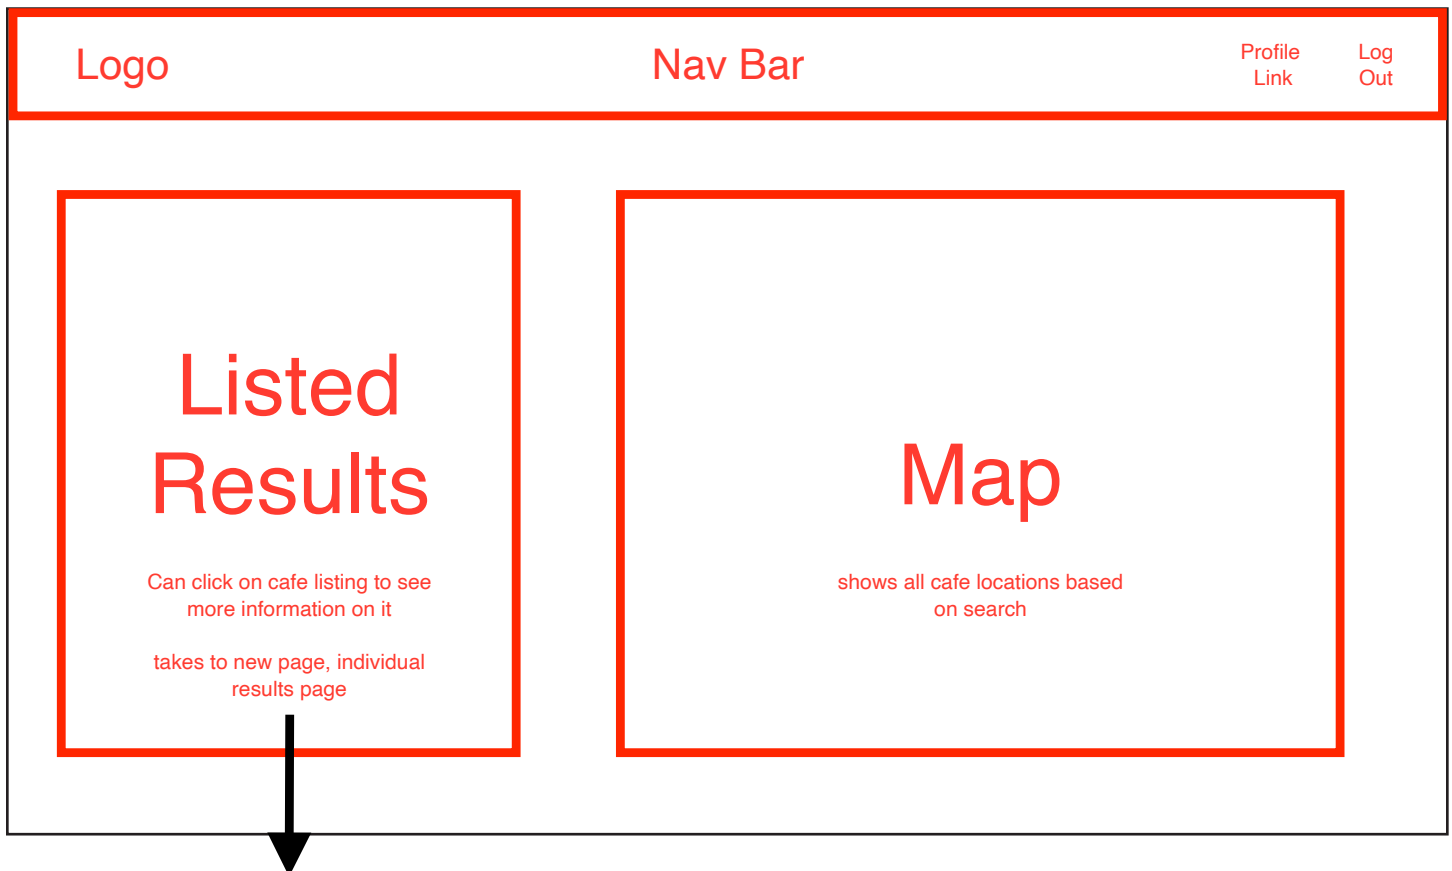 Logo
Nav Bar
Profile
Link
Log
Out
Listed
Results
Can click on cafe listing to see
more information on it
takes to new page, individual
results page
Map
shows all cafe locations based
on search